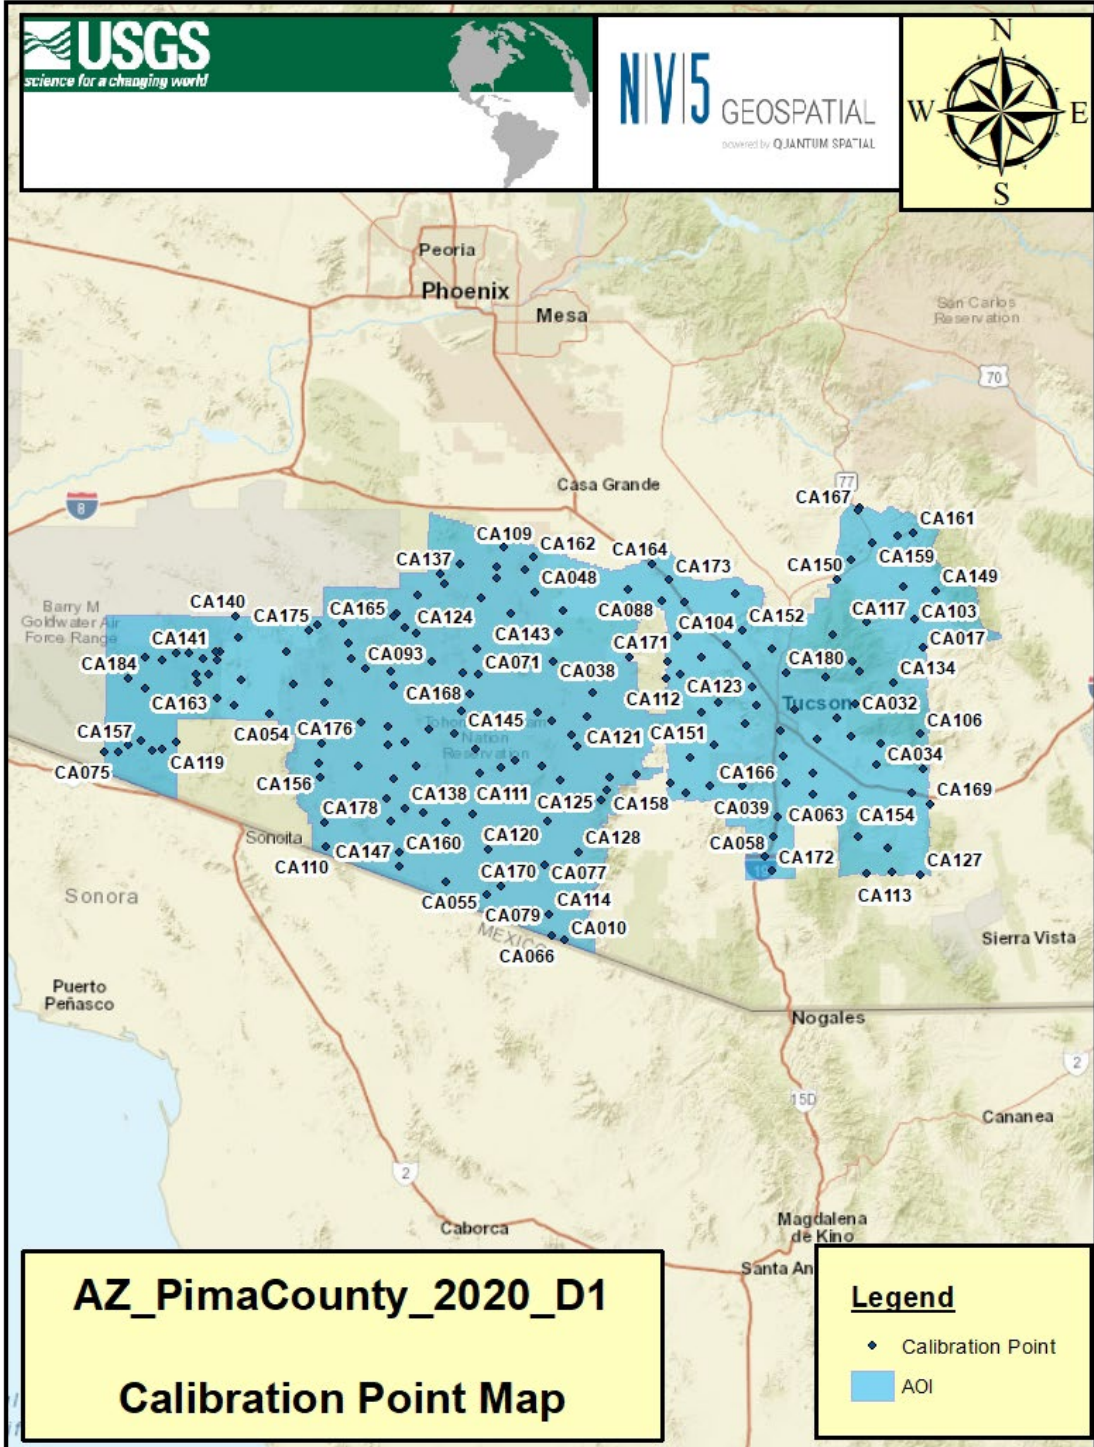 USGS
science for a changing world
N|V|5 GEOSPATIAL
powered by QUANTUM SPATIAL
N
W E
S
Peoria
Phoenix
Mesa
San Carlos
Reservation
70
Casa Grande
77
8
CA167
CA161
CA109
CA162
CA164
CA159
CA137
CA173
CA150
CA048
CA149
Barry M
Goldwater Air
Force Range
CA140
CA165
CA175
CA124
CA088
CA152
CA117
CA103
CA141
CA143
CA104
CA017
CA171
CA184
CA093
CA071
CA038
CA180
CA134
CA163
CA168
CA112
CA123
Tucson
CA032
CA157
CA054
CA176
CA145
Nation
Reservation
CA121
CA151
CA106
CA119
CA034
CA075
CA156
CA166
CA178
CA138
CA111
CA125
CA158
CA169
CA039
CA063
CA154
Sonoita
CA120
CA128
CA147
CA160
CA058
CA172
CA110
CA170
CA077
19
CA127
CA113
Sonora
CA055
CA079
CA114
CA010
MEXICO
CA066
Sierra Vista
Puerto
Peñasco
Nogales
2
15D
Cananea
2
Caborca
Magdalena
de Kino
Santa An
AZ_PimaCounty_2020_D1
Calibration Point Map
Legend
Calibration Point
AOI